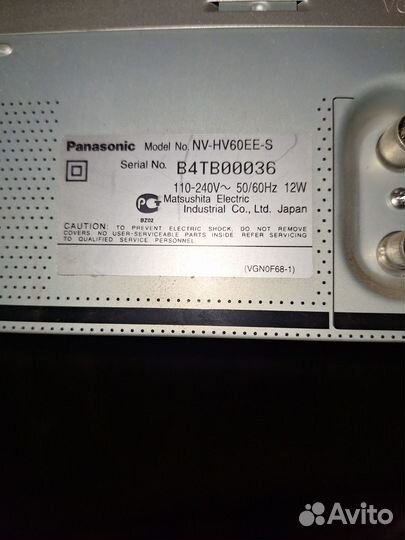 Panasonic Model No. NV-HV60EE-S
Serial No. B4TB00036
110-240V~ 50/60Hz 12W
Matsushita Electric
Industrial Co., Ltd. Japan
BZ02
CAUTION: TO PREVENT ELECTRIC SHOCK, DO NOT REMOVE
COVERS. NO USER-SERVICEABLE PARTS INSIDE. REFER SERVICING
TO QUALIFIED SERVICE PERSONNEL.
(VGN0F68-1)
Avito